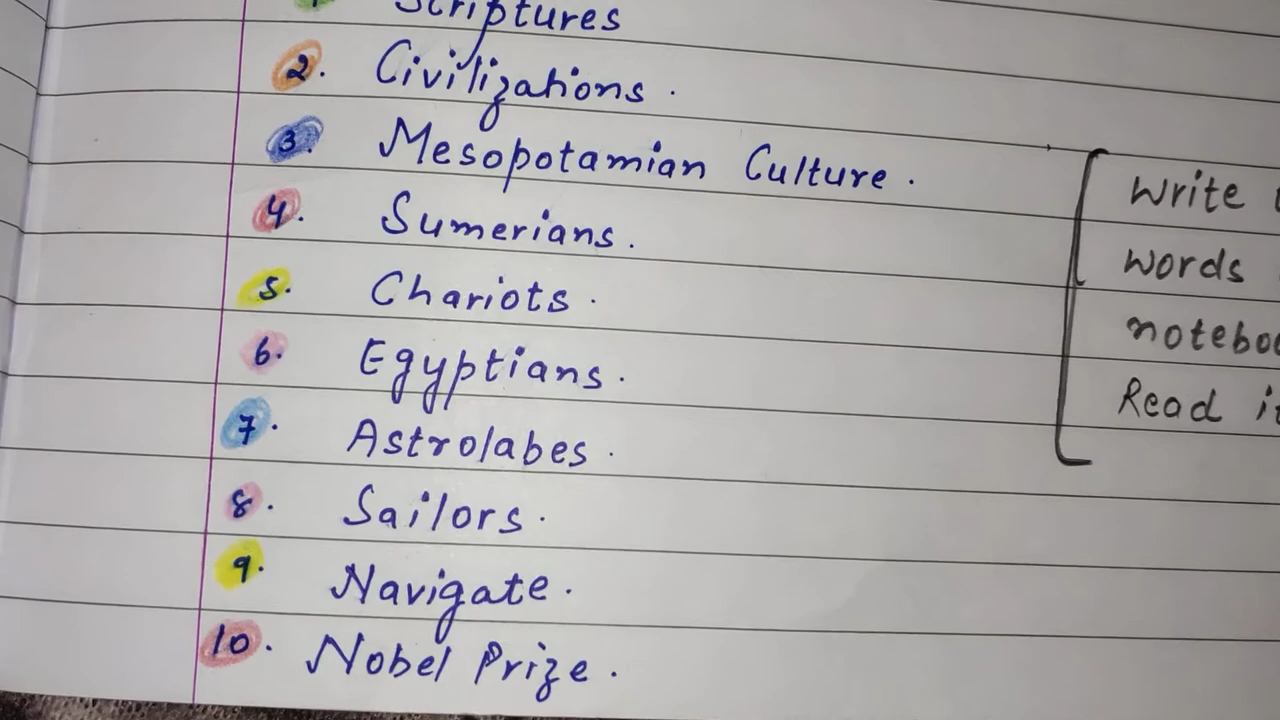 Scriptures
2. Civilizations.
3. Mesopotamian Culture.
4. Sumerians.
5. Chariots.
6. Egyptians.
7. Astrolabes.
8. Sailors.
9. Navigate.
10. Nobel Prize.
Write
words
Read